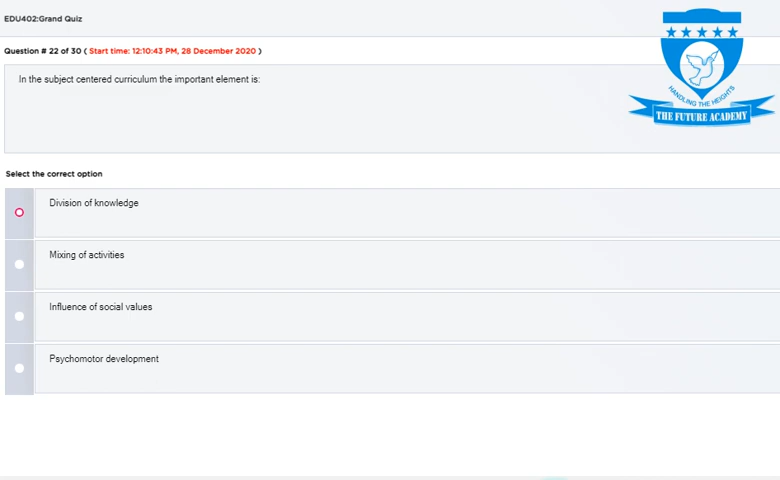 EDU402:Grand Quiz
Question # 22 of 30 ( Start time: 12:10:43 PM, 28 December 2020 )
In the subject centered curriculum the important element is:
HANDLING THE HEIGHTS
THE FUTURE ACADEMY
Select the correct option
Division of knowledge
Mixing of activities
Influence of social values
Psychomotor development